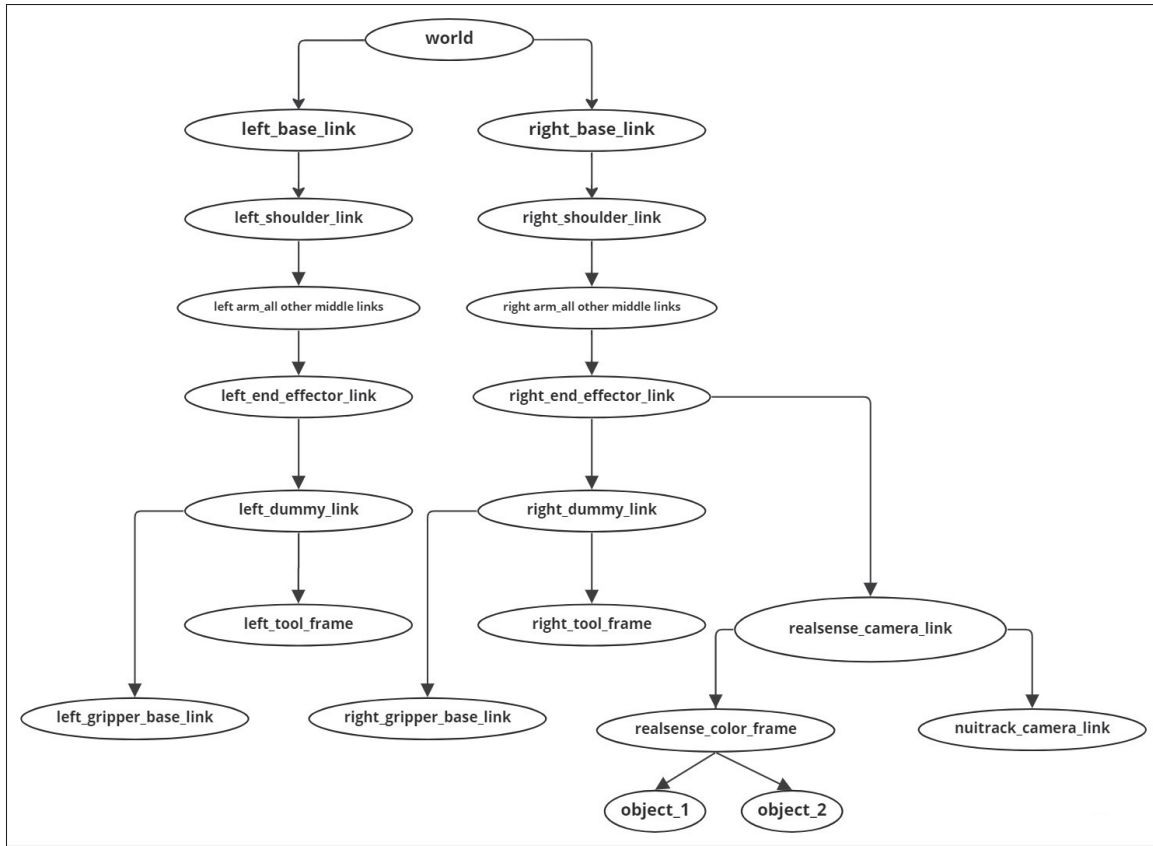 world
left_base_link
right_base_link
left_shoulder_link
right_shoulder_link
left arm_all other middle links
right arm_all other middle links
left_end_effector_link
right_end_effector_link
left_dummy_link
right_dummy_link
left_tool_frame
right_tool_frame
realsense_camera_link
left_gripper_base_link
right_gripper_base_link
realsense_color_frame
nuitrack_camera_link
object_1
object_2